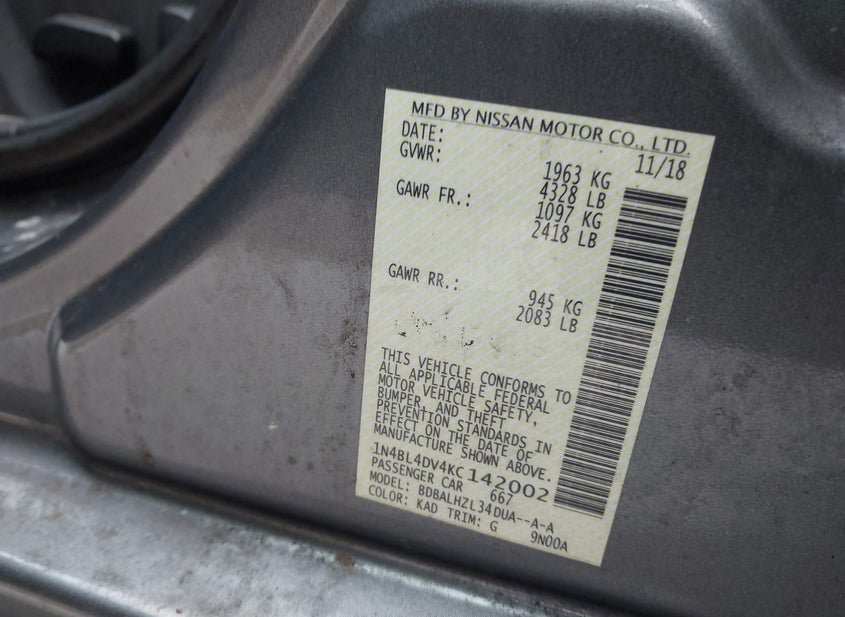 MFD BY NISSAN MOTOR CO., LTD.
DATE: 11/18
GVWR: 1963 KG
4328 LB
GAWR FR.: 1097 KG
2418 LB
GAWR RR.: 945 KG
2083 LB
THIS VEHICLE CONFORMS TO
ALL APPLICABLE FEDERAL
MOTOR VEHICLE SAFETY,
BUMPER, AND THEFT
PREVENTION STANDARDS IN
EFFECT ON THE DATE OF
MANUFACTURE SHOWN ABOVE.
1N4BL4DV4KC142002
PASSENGER CAR 667
MODEL: BDBALHZL34DUA--A-A
COLOR: KAD TRIM: G 9N00A